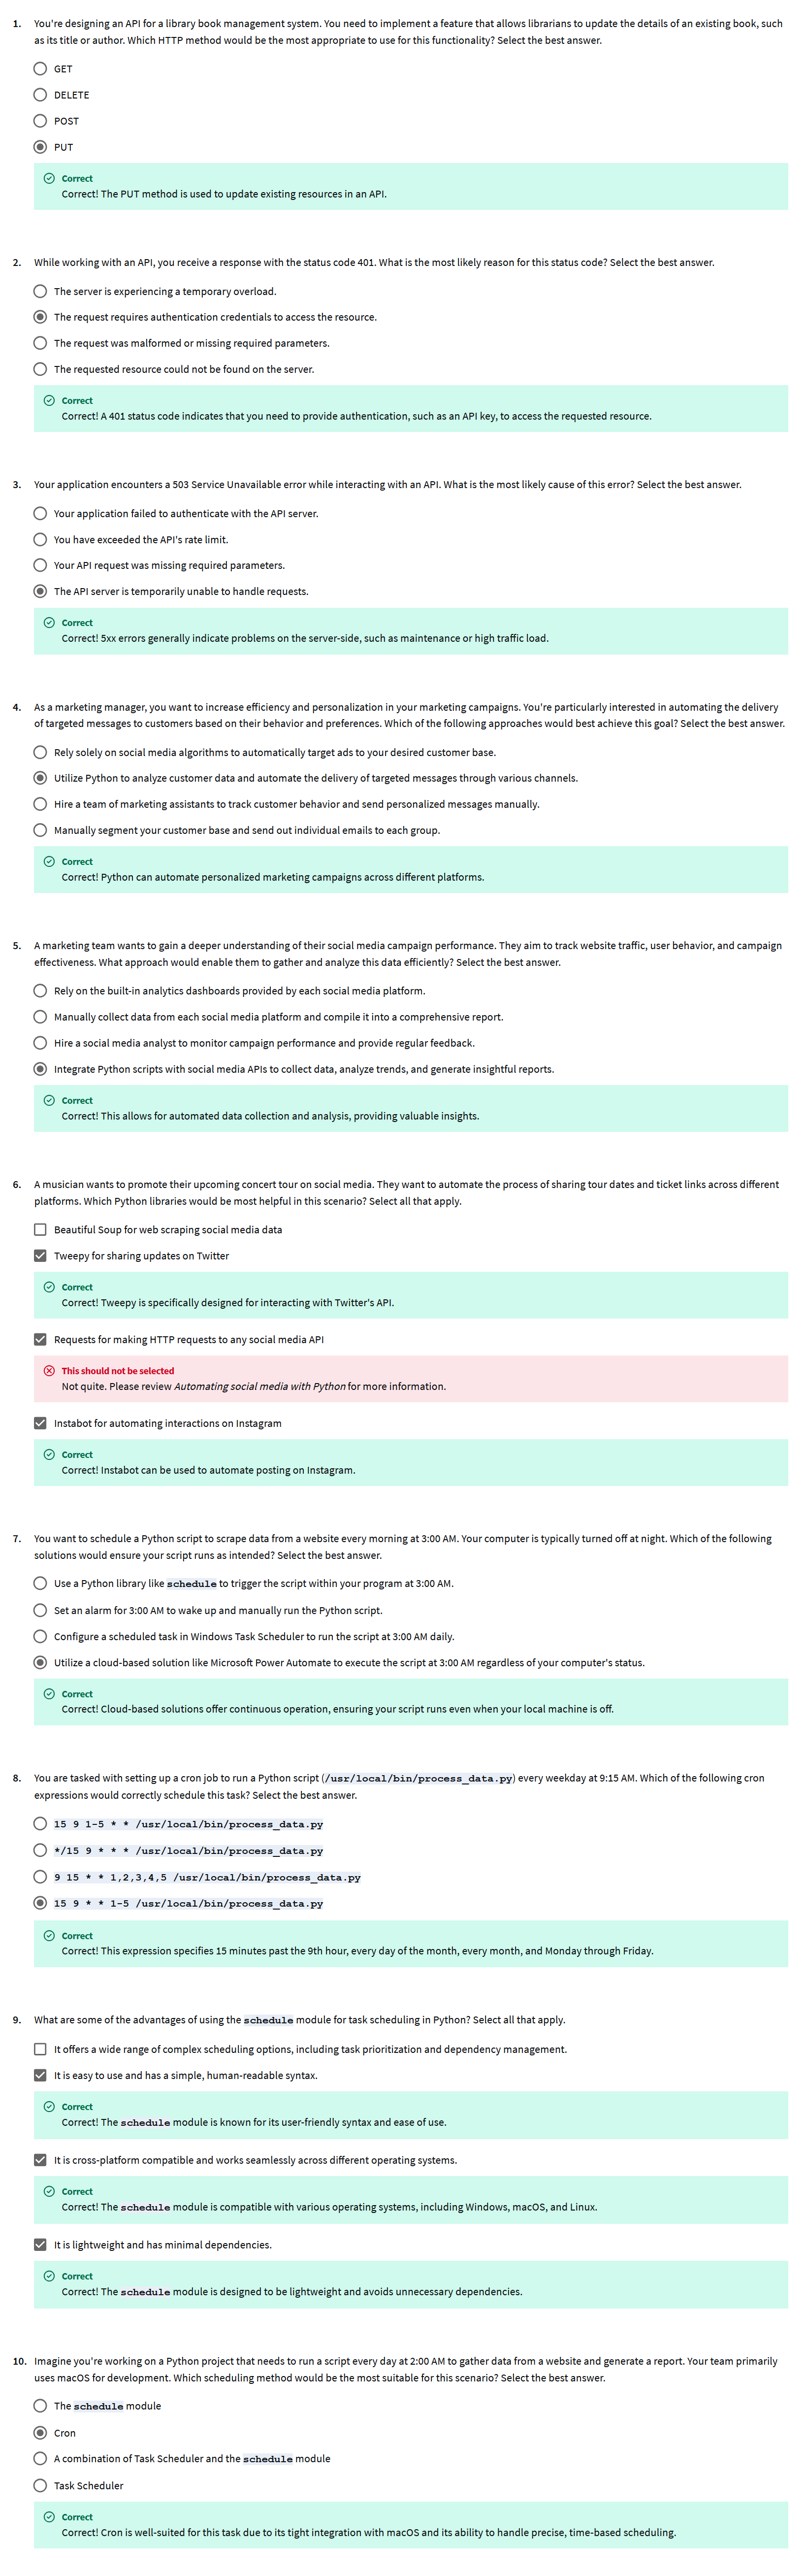 1. You're designing an API for a library book management system. You need to implement a feature that allows librarians to update the details of an existing book, such
as its title or author. Which HTTP method would be the most appropriate to use for this functionality? Select the best answer.
GET
DELETE
POST
PUT
Correct
Correct! The PUT method is used to update existing resources in an API.
2. While working with an API, you receive a response with the status code 401. What is the most likely reason for this status code? Select the best answer.
The server is experiencing a temporary overload.
The request requires authentication credentials to access the resource.
The request was malformed or missing required parameters.
The requested resource could not be found on the server.
Correct
Correct! A 401 status code indicates that you need to provide authentication, such as an API key, to access the requested resource.
3. Your application encounters a 503 Service Unavailable error while interacting with an API. What is the most likely cause of this error? Select the best answer.
Your application failed to authenticate with the API server.
You have exceeded the API's rate limit.
Your API request was missing required parameters.
The API server is temporarily unable to handle requests.
Correct
Correct! 5xx errors generally indicate problems on the server-side, such as maintenance or high traffic load.
4. As a marketing manager, you want to increase efficiency and personalization in your marketing campaigns. You're particularly interested in automating the delivery
of targeted messages to customers based on their behavior and preferences. Which of the following approaches would best achieve this goal? Select the best answer.
Rely solely on social media algorithms to automatically target ads to your desired customer base.
Utilize Python to analyze customer data and automate the delivery of targeted messages through various channels.
Hire a team of marketing assistants to track customer behavior and send personalized messages manually.
Manually segment your customer base and send out individual emails to each group.
Correct
Correct! Python can automate personalized marketing campaigns across different platforms.
5. A marketing team wants to gain a deeper understanding of their social media campaign performance. They aim to track website traffic, user behavior, and campaign
effectiveness. What approach would enable them to gather and analyze this data efficiently? Select the best answer.
Rely on the built-in analytics dashboards provided by each social media platform.
Manually collect data from each social media platform and compile it into a comprehensive report.
Hire a social media analyst to monitor campaign performance and provide regular feedback.
Integrate Python scripts with social media APIs to collect data, analyze trends, and generate insightful reports.
Correct
Correct! This allows for automated data collection and analysis, providing valuable insights.
6. A musician wants to promote their upcoming concert tour on social media. They want to automate the process of sharing tour dates and ticket links across different
platforms. Which Python libraries would be most helpful in this scenario? Select all that apply.
Beautiful Soup for web scraping social media data
Tweepy for sharing updates on Twitter
Correct
Correct! Tweepy is specifically designed for interacting with Twitter's API.
Requests for making HTTP requests to any social media API
This should not be selected
Not quite. Please review Automating social media with Python for more information.
Instabot for automating interactions on Instagram
Correct
Correct! Instabot can be used to automate posting on Instagram.
7. You want to schedule a Python script to scrape data from a website every morning at 3:00 AM. Your computer is typically turned off at night. Which of the following
solutions would ensure your script runs as intended? Select the best answer.
Use a Python library like schedule to trigger the script within your program at 3:00 AM.
Set an alarm for 3:00 AM to wake up and manually run the Python script.
Configure a scheduled task in Windows Task Scheduler to run the script at 3:00 AM daily.
Utilize a cloud-based solution like Microsoft Power Automate to execute the script at 3:00 AM regardless of your computer's status.
Correct
Correct! Cloud-based solutions offer continuous operation, ensuring your script runs even when your local machine is off.
8. You are tasked with setting up a cron job to run a Python script (/usr/local/bin/process_data.py) every weekday at 9:15 AM. Which of the following cron
expressions would correctly schedule this task? Select the best answer.
15 9 1-5 * * /usr/local/bin/process_data.py
*/15 9 * * * /usr/local/bin/process_data.py
9 15 * * 1,2,3,4,5 /usr/local/bin/process_data.py
15 9 * * 1-5 /usr/local/bin/process_data.py
Correct
Correct! This expression specifies 15 minutes past the 9th hour, every day of the month, every month, and Monday through Friday.
9. What are some of the advantages of using the schedule module for task scheduling in Python? Select all that apply.
It offers a wide range of complex scheduling options, including task prioritization and dependency management.
It is easy to use and has a simple, human-readable syntax.
Correct
Correct! The schedule module is known for its user-friendly syntax and ease of use.
It is cross-platform compatible and works seamlessly across different operating systems.
Correct
Correct! The schedule module is compatible with various operating systems, including Windows, macOS, and Linux.
It is lightweight and has minimal dependencies.
Correct
Correct! The schedule module is designed to be lightweight and avoids unnecessary dependencies.
10. Imagine you're working on a Python project that needs to run a script every day at 2:00 AM to gather data from a website and generate a report. Your team primarily
uses macOS for development. Which scheduling method would be the most suitable for this scenario? Select the best answer.
The schedule module
Cron
A combination of Task Scheduler and the schedule module
Task Scheduler
Correct
Correct! Cron is well-suited for this task due to its tight integration with macOS and its ability to handle precise, time-based scheduling.